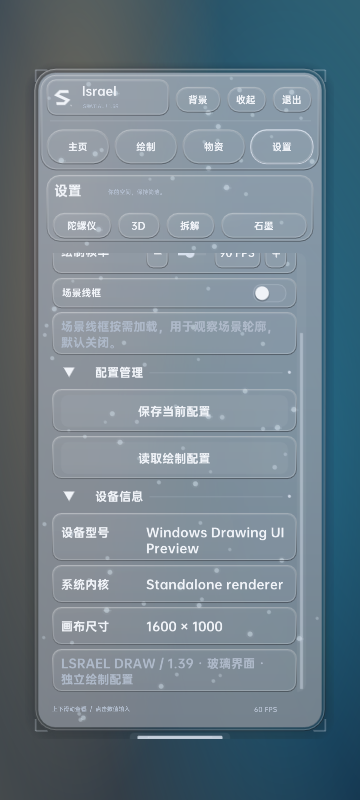 Israel
背景
收起
退出
主页
绘制
物资
设置
设置
陀螺仪
3D
拆解
石墨
绘制帧率
90 FPS
场景线框
场景线框按需加载，用于观察场景轮廓，
默认关闭。
配置管理
保存当前配置
读取绘制配置
设备信息
设备型号
Windows Drawing UI
Preview
系统内核
Standalone renderer
画布尺寸
1600 × 1000
LSRAEL DRAW / 1.39 · 玻璃界面 ·
独立绘制配置
60 FPS